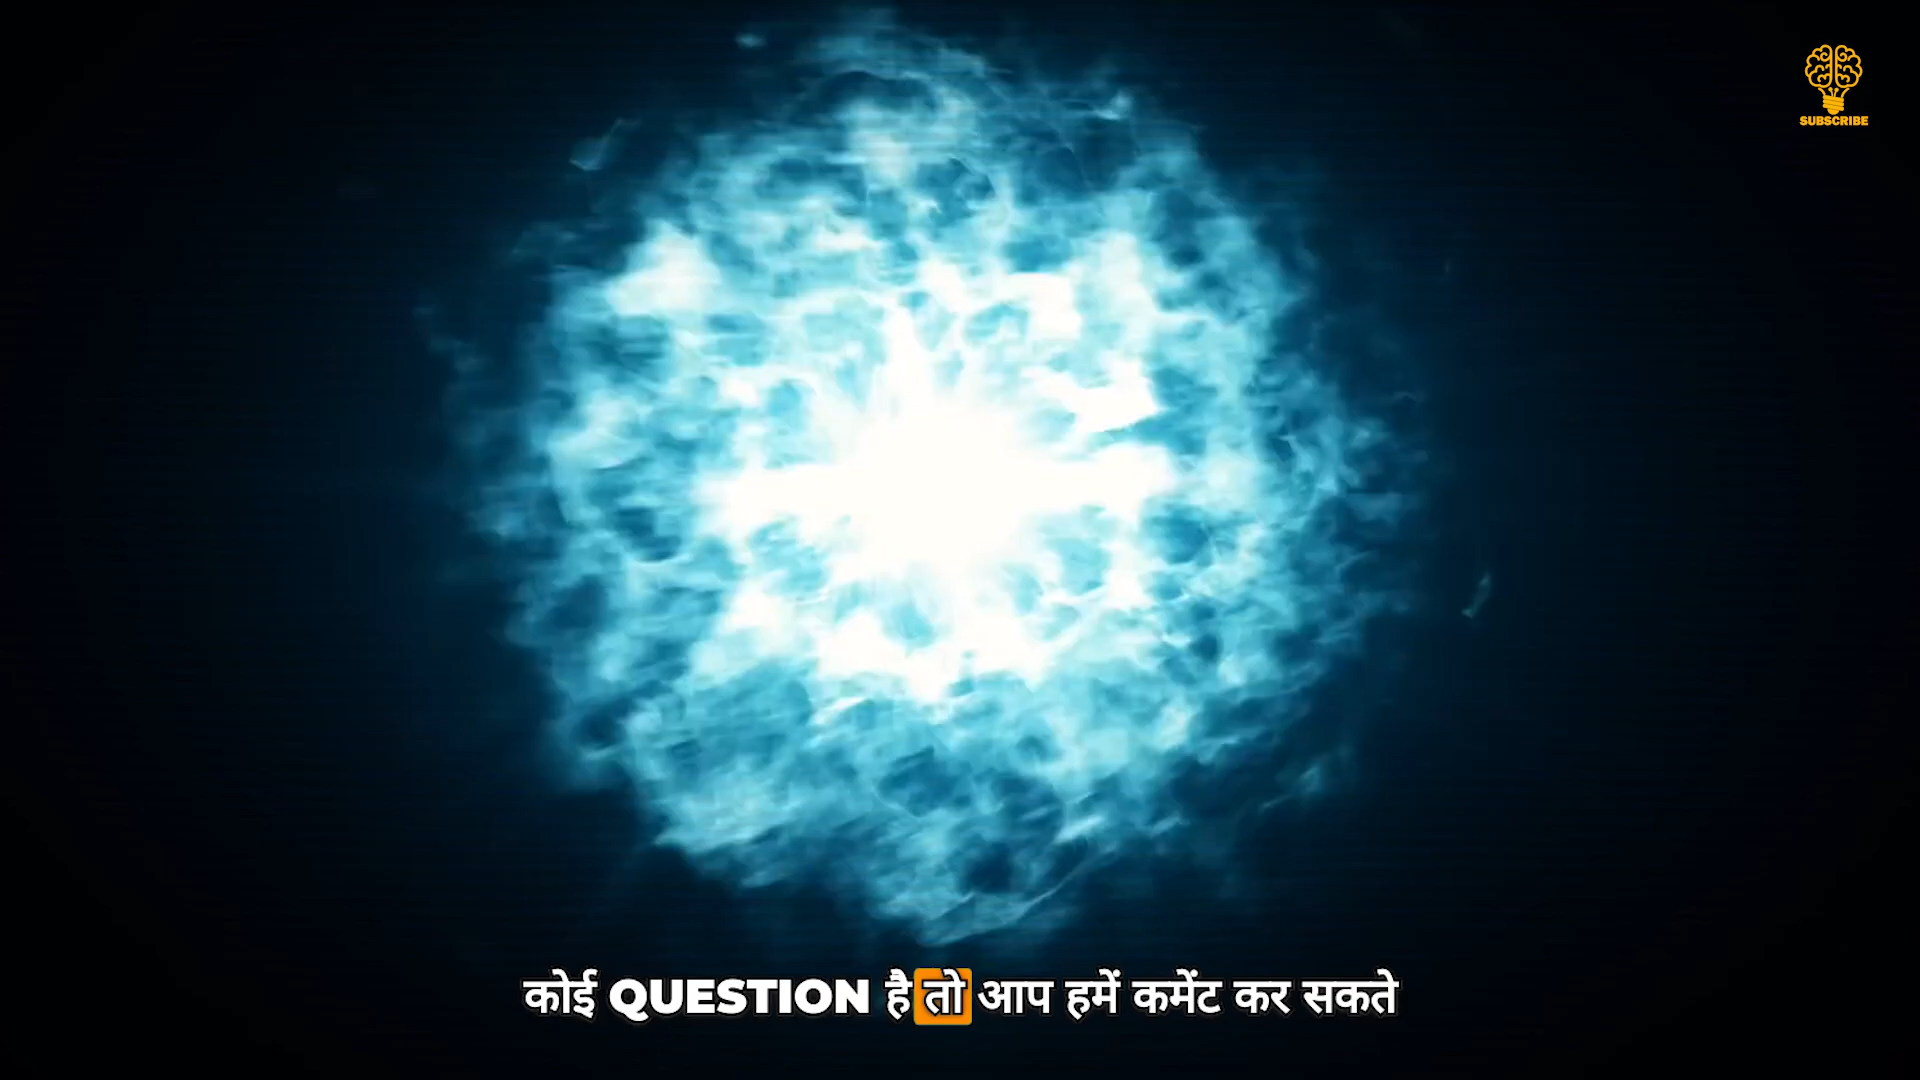 SUBSCRIBE
कोई QUESTION है तो आप हमें कमेंट कर सकते